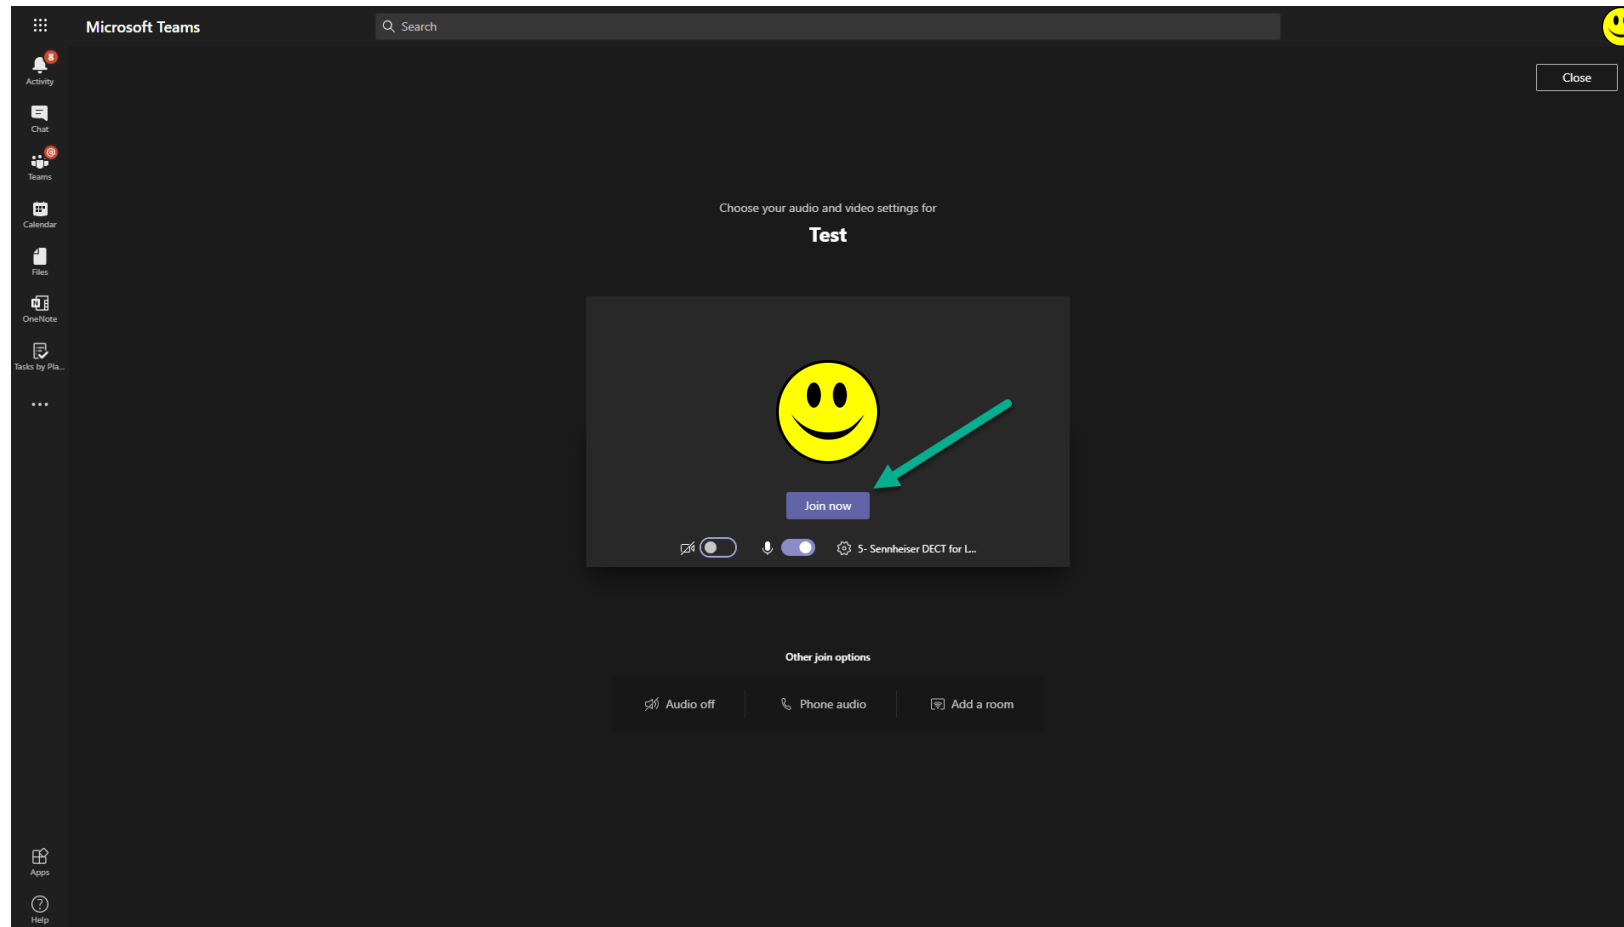 Microsoft Teams
Search
8
Activity
Close
Chat
@
Teams
Calendar
Files
OneNote
Tasks by Pla...
Choose your audio and video settings for
Test
Join now
5- Sennheiser DECT for L...
Other join options
Audio off
Phone audio
Add a room
Apps
?
Help